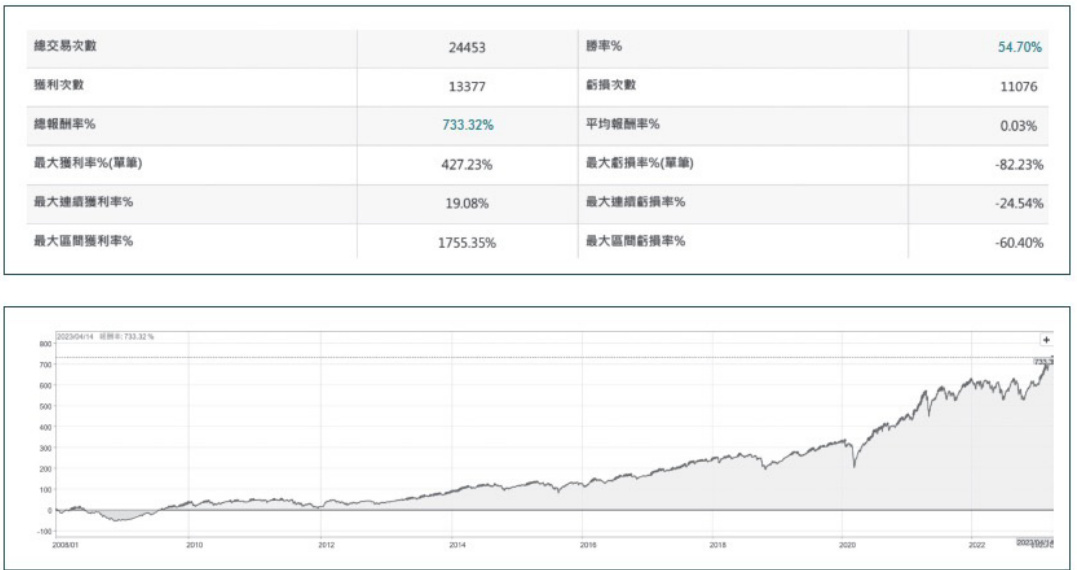 總交易次數 24453 勝率% 54.70%
獲利次數 13377 虧損次數 11076
總報酬率% 733.32% 平均報酬率% 0.03%
最大獲利率%(單筆) 427.23% 最大虧損率%(單筆) -82.23%
最大連續獲利率% 19.08% 最大連續虧損率% -24.54%
最大區間獲利率% 1755.35% 最大區間虧損率% -60.40%
2023/04/14 總報酬率: 733.32 %
+
800
733.3
700
600
500
400
300
200
100
0
-100
2008/01 2010 2012 2014 2016 2018 2020 2022 2023/04/14